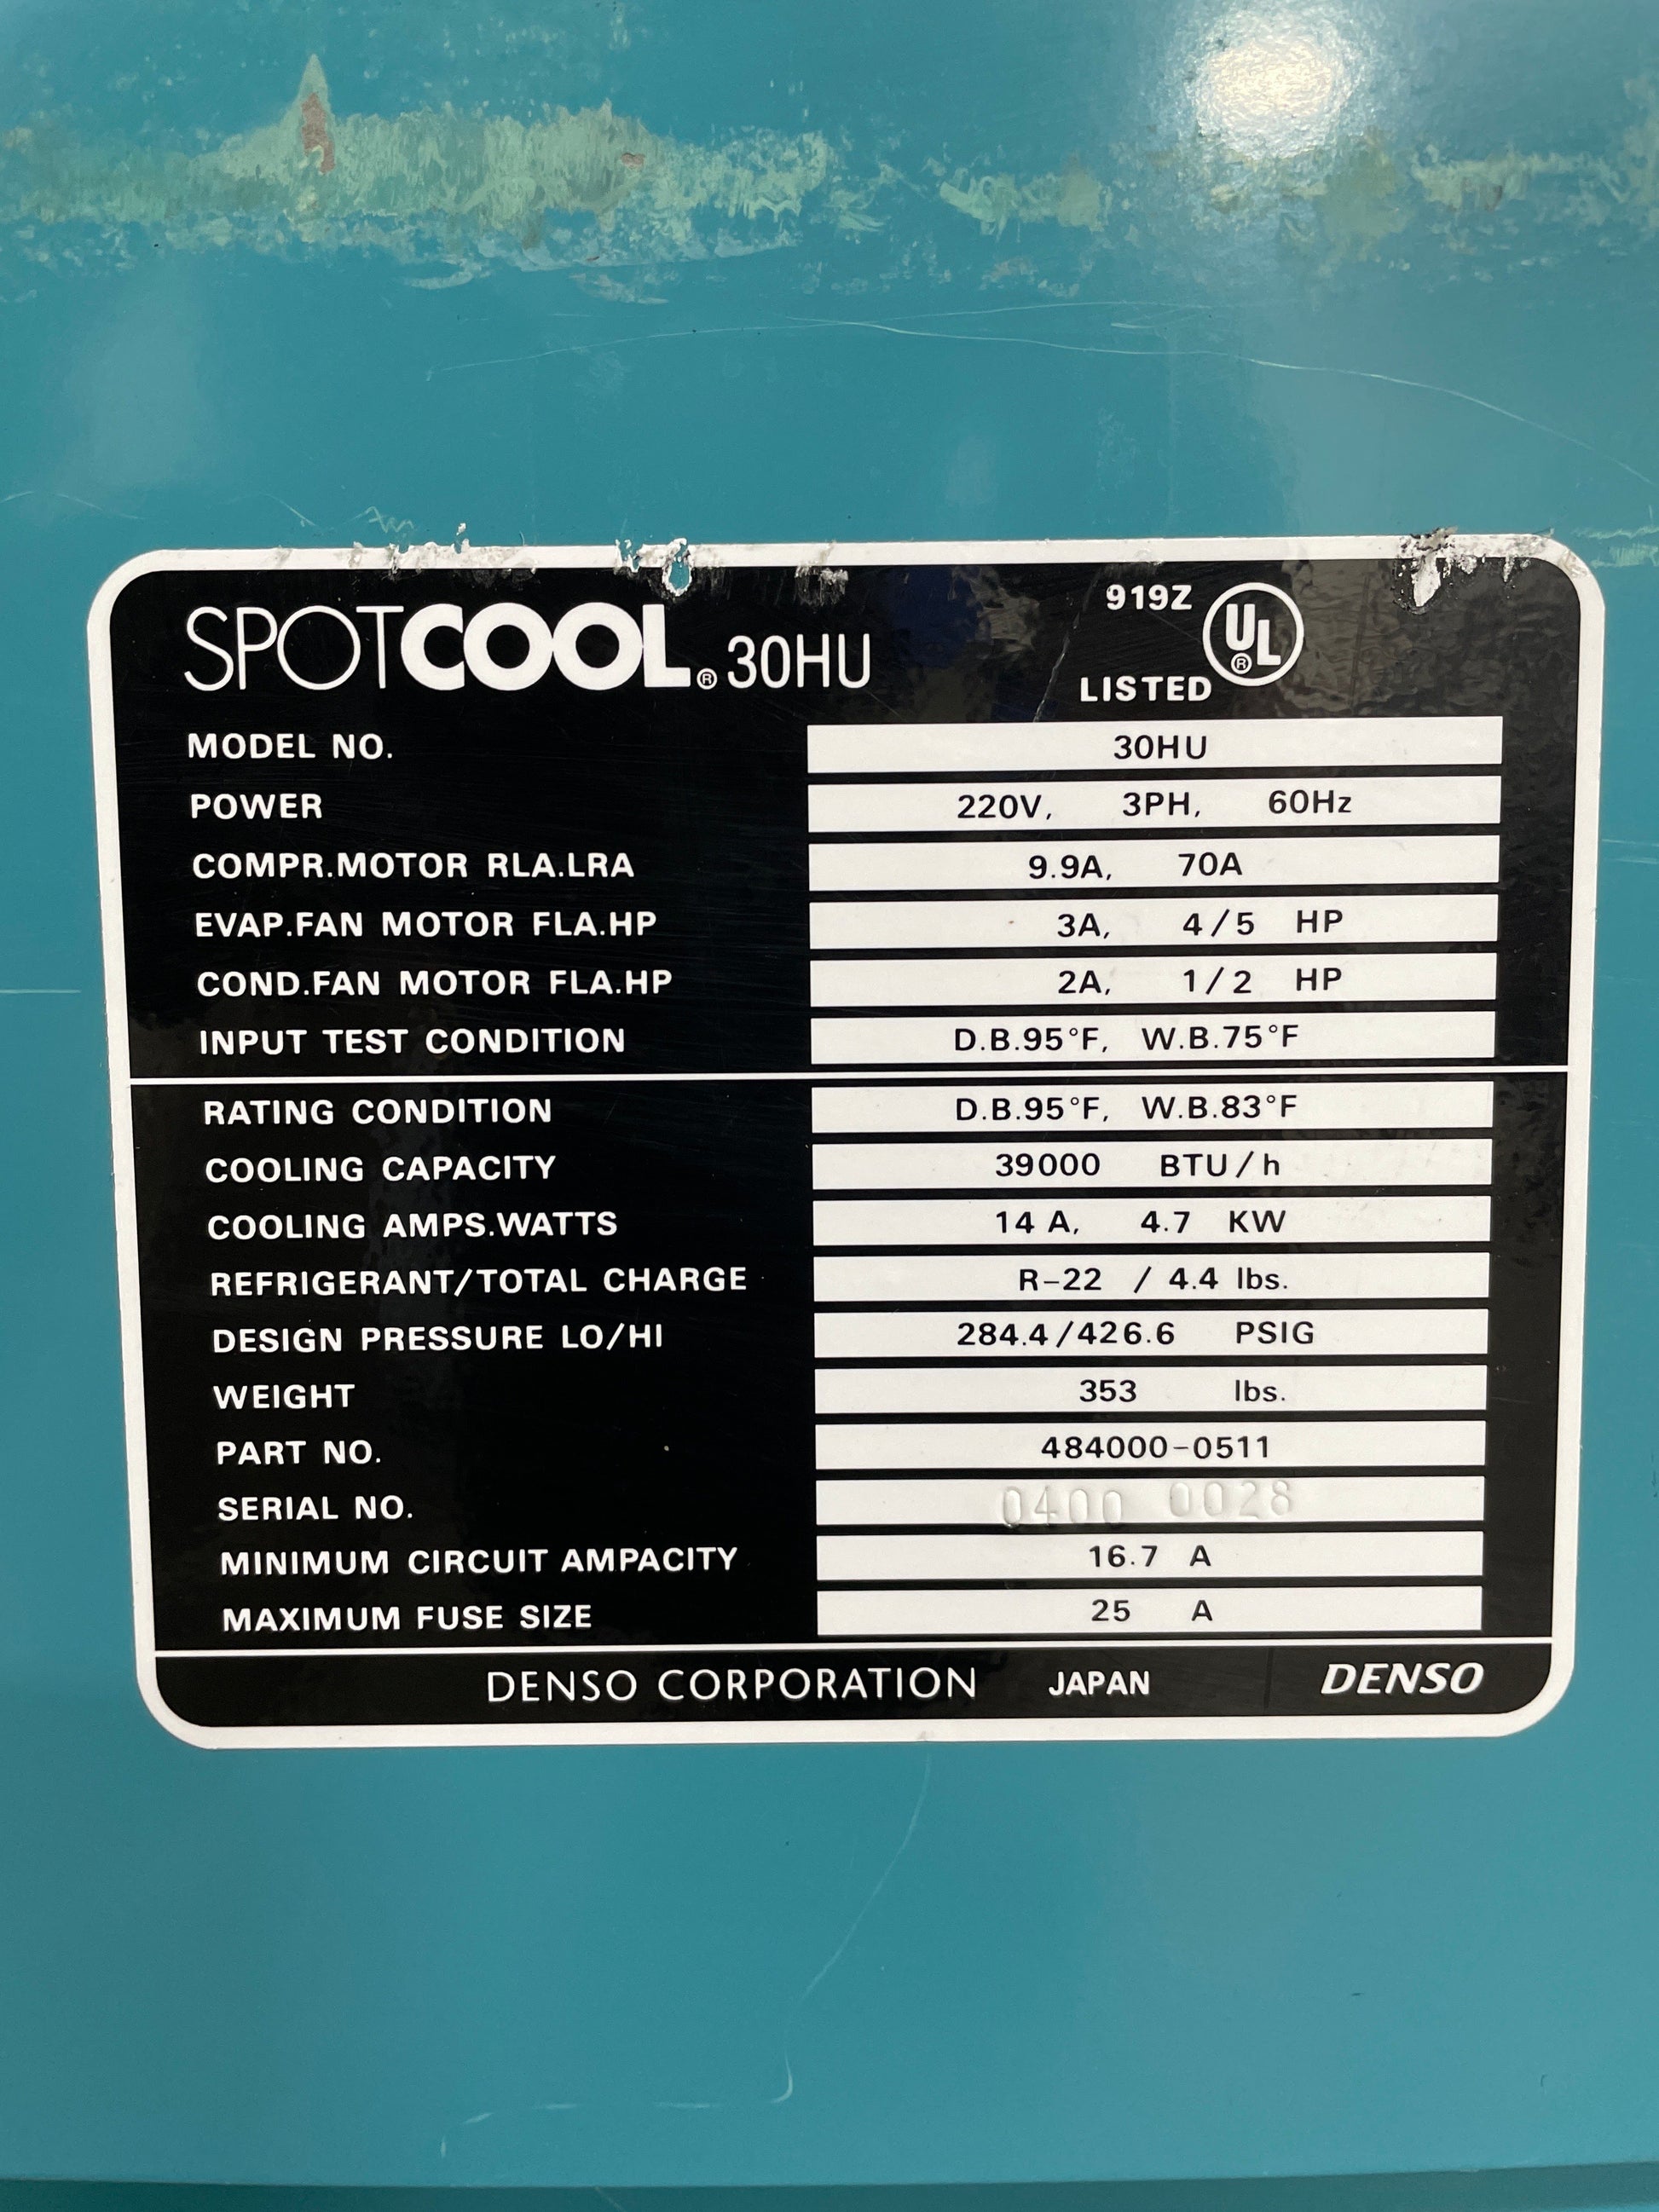 SPOTCOOL® 30HU
919Z
UL®
LISTED
MODEL NO. 30HU
POWER 220V, 3PH, 60Hz
COMPR.MOTOR RLA.LRA 9.9A, 70A
EVAP.FAN MOTOR FLA.HP 3A, 4/5 HP
COND.FAN MOTOR FLA.HP 2A, 1/2 HP
INPUT TEST CONDITION D.B.95°F, W.B.75°F
RATING CONDITION D.B.95°F, W.B.83°F
COOLING CAPACITY 39000 BTU/h
COOLING AMPS.WATTS 14 A, 4.7 KW
REFRIGERANT/TOTAL CHARGE R-22 / 4.4 lbs.
DESIGN PRESSURE LO/HI 284.4/426.6 PSIG
WEIGHT 353 lbs.
PART NO. 484000-0511
SERIAL NO. 0400 0028
MINIMUM CIRCUIT AMPACITY 16.7 A
MAXIMUM FUSE SIZE 25 A
DENSO CORPORATION JAPAN DENSO